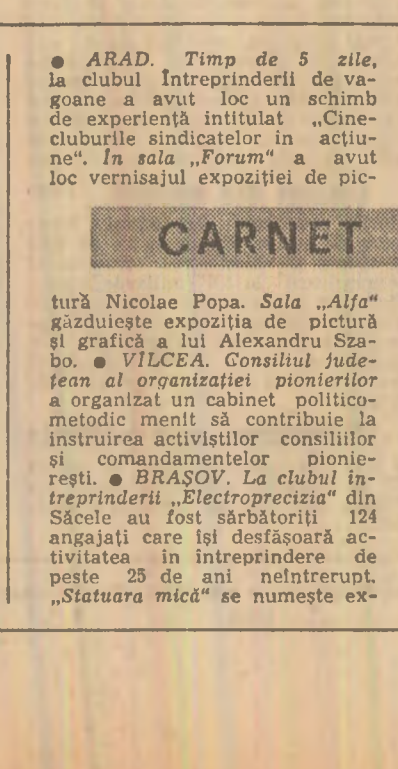 ● ARAD. Timp de 5 zile,
la clubul Întreprinderii de va-
goane a avut loc un schimb
de experiență intitulat „Cine-
cluburile sindicatelor in acțiu-
ne“. În sala „Forum“ a avut
loc vernisajul expoziției de pic-
CARNET
tură Nicolae Popa. Sala „Alfa“
găzduiește expoziția de pictură
și grafică a lui Alexandru Sza-
bo. ● VÎLCEA. Consiliul jude-
țean al organizației pionierilor
a organizat un cabinet politico-
metodic menit să contribuie la
instruirea activiștilor consiliilor
și comandamentelor pionie-
rești. ● BRAȘOV. La clubul în-
treprinderii „Electroprecizia“ din
Săcele au fost sărbătoriți 124
angajați care își desfășoară ac-
tivitatea in întreprindere de
peste 25 de ani neîntrerupt.
„Statuara mică“ se numește ex-